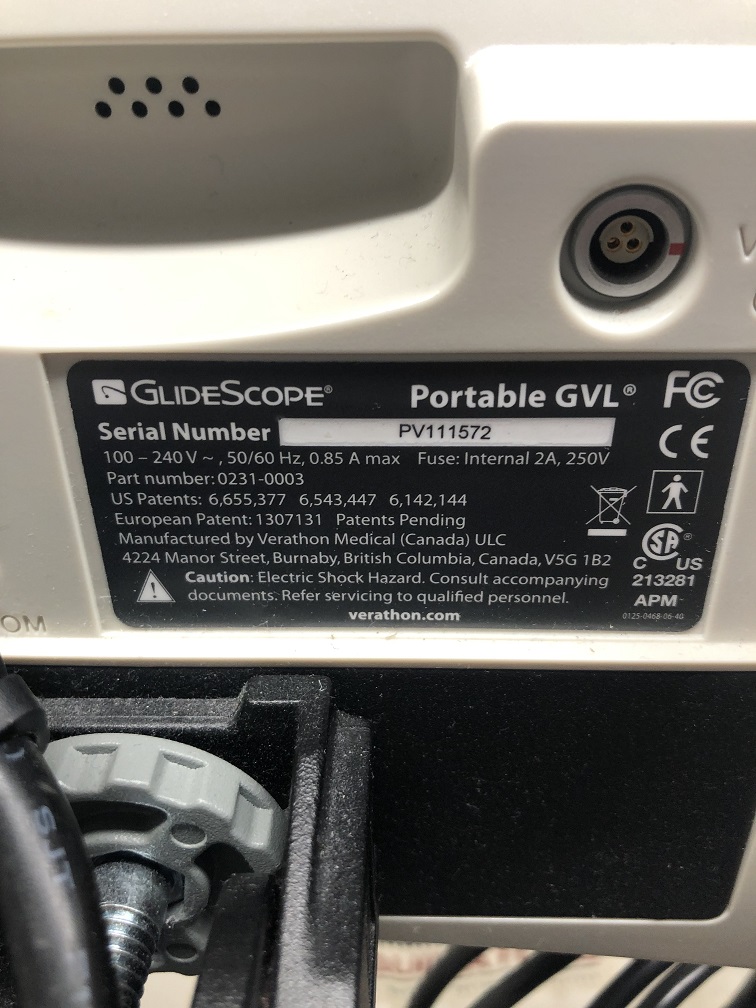 GLIDESCOPE® Portable GVL® FC
Serial Number PV111572 CE
100 – 240 V ~ , 50/60 Hz, 0.85 A max Fuse: Internal 2A, 250V
Part number: 0231-0003
US Patents: 6,655,377 6,543,447 6,142,144
European Patent: 1307131 Patents Pending
Manufactured by Verathon Medical (Canada) ULC
4224 Manor Street, Burnaby, British Columbia, Canada, V5G 1B2
Caution: Electric Shock Hazard. Consult accompanying
documents. Refer servicing to qualified personnel.
verathon.com
SA®
C US
213281
APM
0125-0468-06-40
OM
V